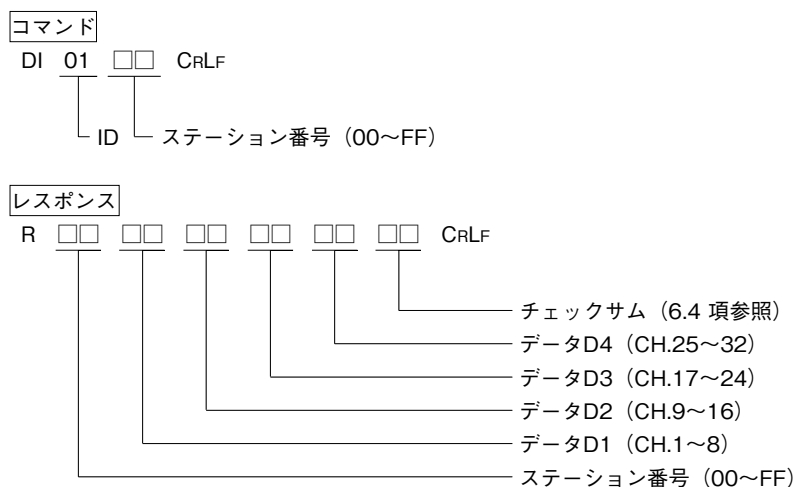 コマンド
DI 01 □□ CRLF
ID ステーション番号（00〜FF）
レスポンス
R □□ □□ □□ □□ □□ □□ CRLF
チェックサム（6.4 項参照）
データD4（CH.25〜32）
データD3（CH.17〜24）
データD2（CH.9〜16）
データD1（CH.1〜8）
ステーション番号（00〜FF）